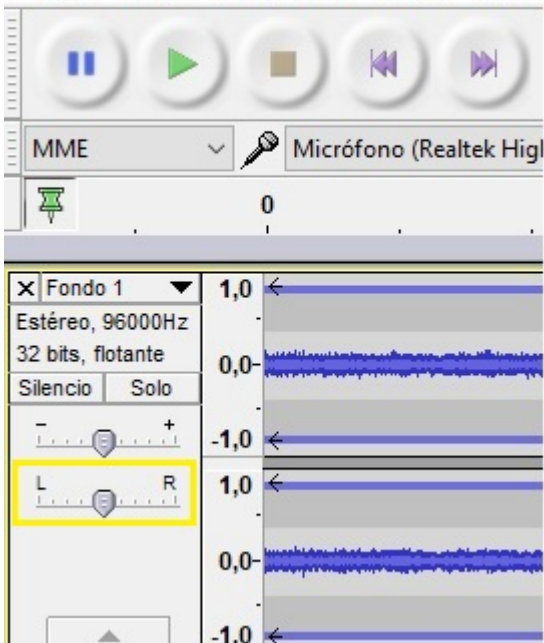 MME Micrófono (Realtek Higl
0
Fondo 1
Estéreo, 96000Hz
32 bits, flotante
Silencio Solo
- +
L R
1,0
0,0-
-1,0
1,0
0,0-
-1,0